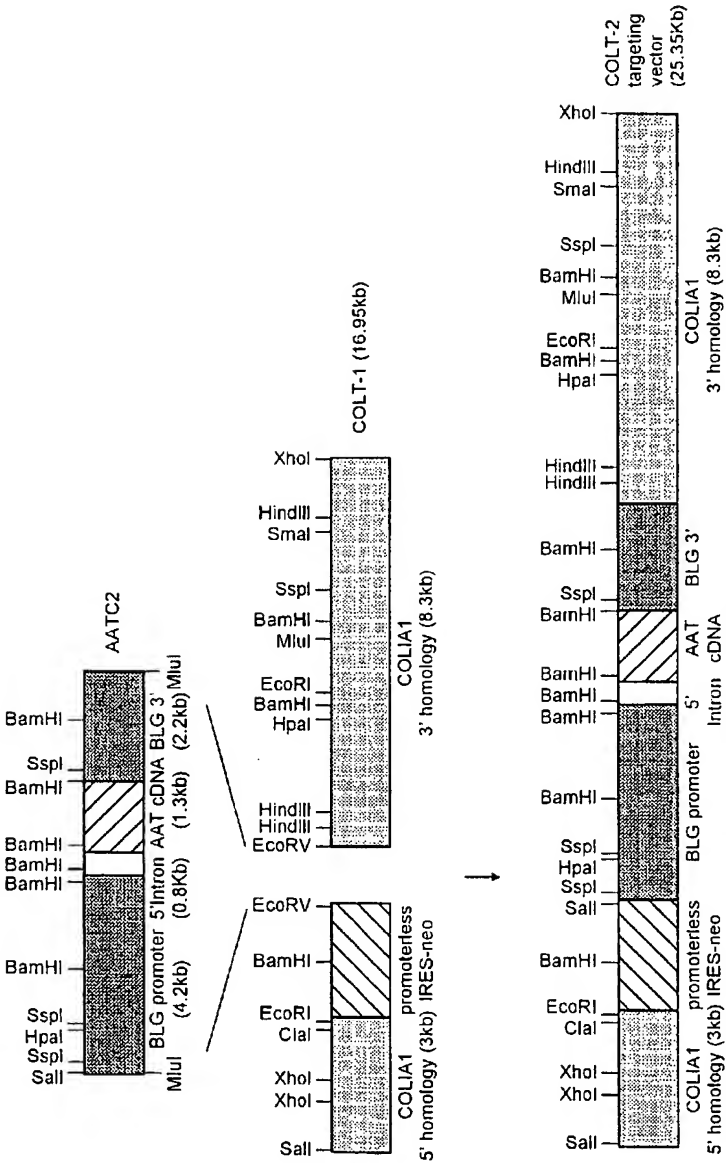 AATC2
SalI
SspI
HpaI
SspI
BamHI
BamHI
BamHI
BamHI
BamHI
SspI
BamHI
MluI
MluI
BLG promoter
(4.2kb)
5'Intron
(0.8Kb)
AAT cDNA
(1.3kb)
BLG 3'
(2.2kb)
COLT-1 (16.95kb)
SalI
XhoI
XhoI
ClaI
EcoRI
BamHI
EcoRV
EcoRV
HindIII
HindIII
HpaI
BamHI
EcoRI
MluI
BamHI
SspI
SmaI
HindIII
XhoI
COLIA1
5' homology (3kb)
promoterless
IRES-neo
COLIA1
3' homology (8.3kb)
COLT-2
targeting
vector
(25.35Kb)
SalI
XhoI
XhoI
ClaI
EcoRI
BamHI
SalI
SspI
HpaI
SspI
BamHI
BamHI
BamHI
BamHI
BamHI
SspI
BamHI
HindIII
HindIII
HpaI
BamHI
EcoRI
MluI
BamHI
SspI
SmaI
HindIII
XhoI
COLIA1
5' homology (3kb)
promoterless
IRES-neo
BLG promoter
5'
Intron
AAT
cDNA
BLG 3'
COLIA1
3' homology (8.3kb)